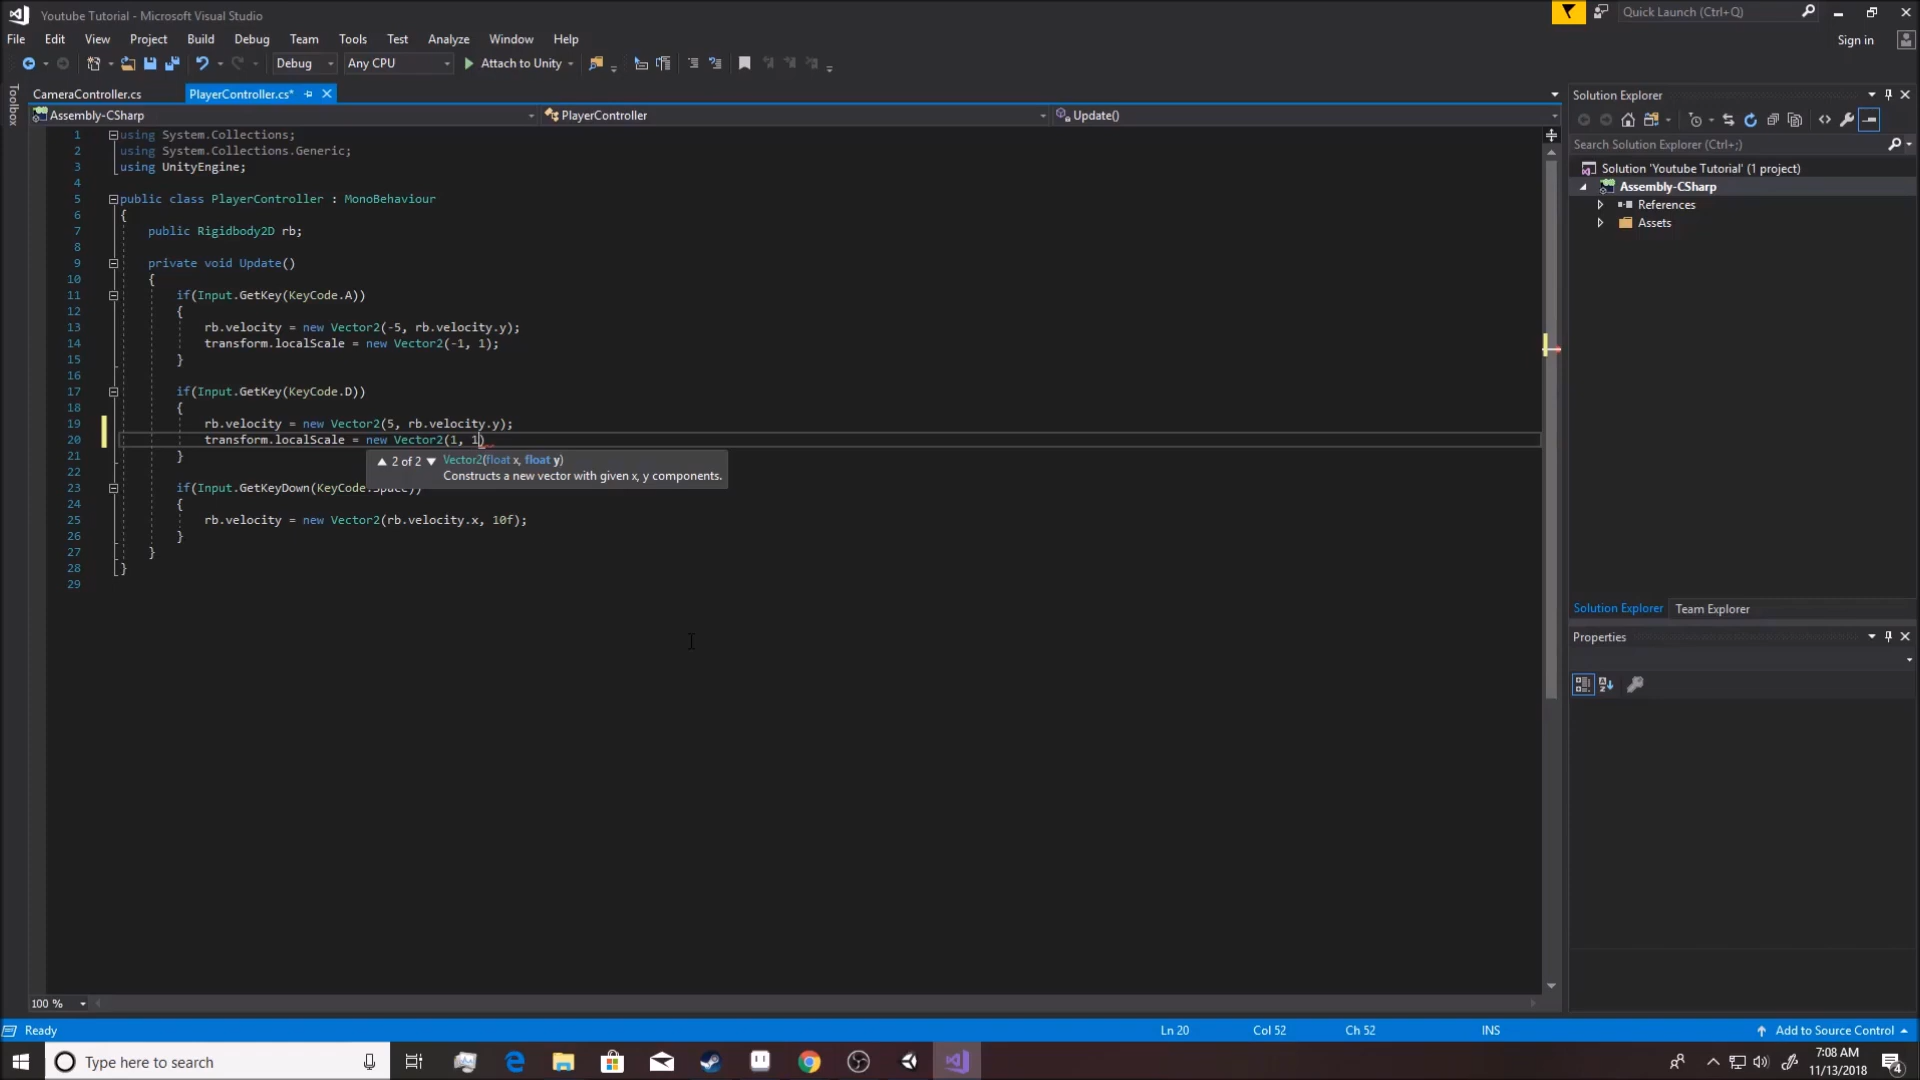 Youtube Tutorial - Microsoft Visual Studio
Quick Launch (Ctrl+Q)
File Edit View Project Build Debug Team Tools Test Analyze Window Help
Sign in
Debug Any CPU Attach to Unity
Toolbox
CameraController.cs PlayerController.cs*
Assembly-CSharp PlayerController Update()
1 using System.Collections;
2 using System.Collections.Generic;
3 using UnityEngine;
4
5 public class PlayerController : MonoBehaviour
6 {
7 public Rigidbody2D rb;
8
9 private void Update()
10 {
11 if(Input.GetKey(KeyCode.A))
12 {
13 rb.velocity = new Vector2(-5, rb.velocity.y);
14 transform.localScale = new Vector2(-1, 1);
15 }
16
17 if(Input.GetKey(KeyCode.D))
18 {
19 rb.velocity = new Vector2(5, rb.velocity.y);
20 transform.localScale = new Vector2(1, 1)
21 }
2 of 2 Vector2(float x, float y)
22
Constructs a new vector with given x, y components.
23 if(Input.GetKeyDown(KeyCode.Space))
24 {
25 rb.velocity = new Vector2(rb.velocity.x, 10f);
26 }
27 }
28 }
29
100 %
Solution Explorer
Search Solution Explorer (Ctrl+;)
Solution 'Youtube Tutorial' (1 project)
Assembly-CSharp
References
Assets
Solution Explorer Team Explorer
Properties
Ready Ln 20 Col 52 Ch 52 INS Add to Source Control
Type here to search
7:08 AM
11/13/2018
4